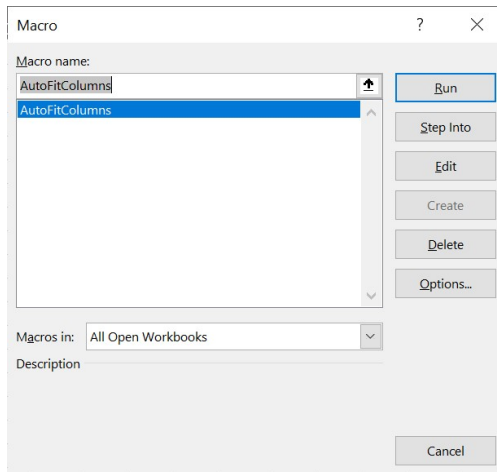 Macro
?
Macro name:
AutoFitColumns
AutoFitColumns
Run
Step Into
Edit
Create
Delete
Options...
Macros in: All Open Workbooks
Description
Cancel